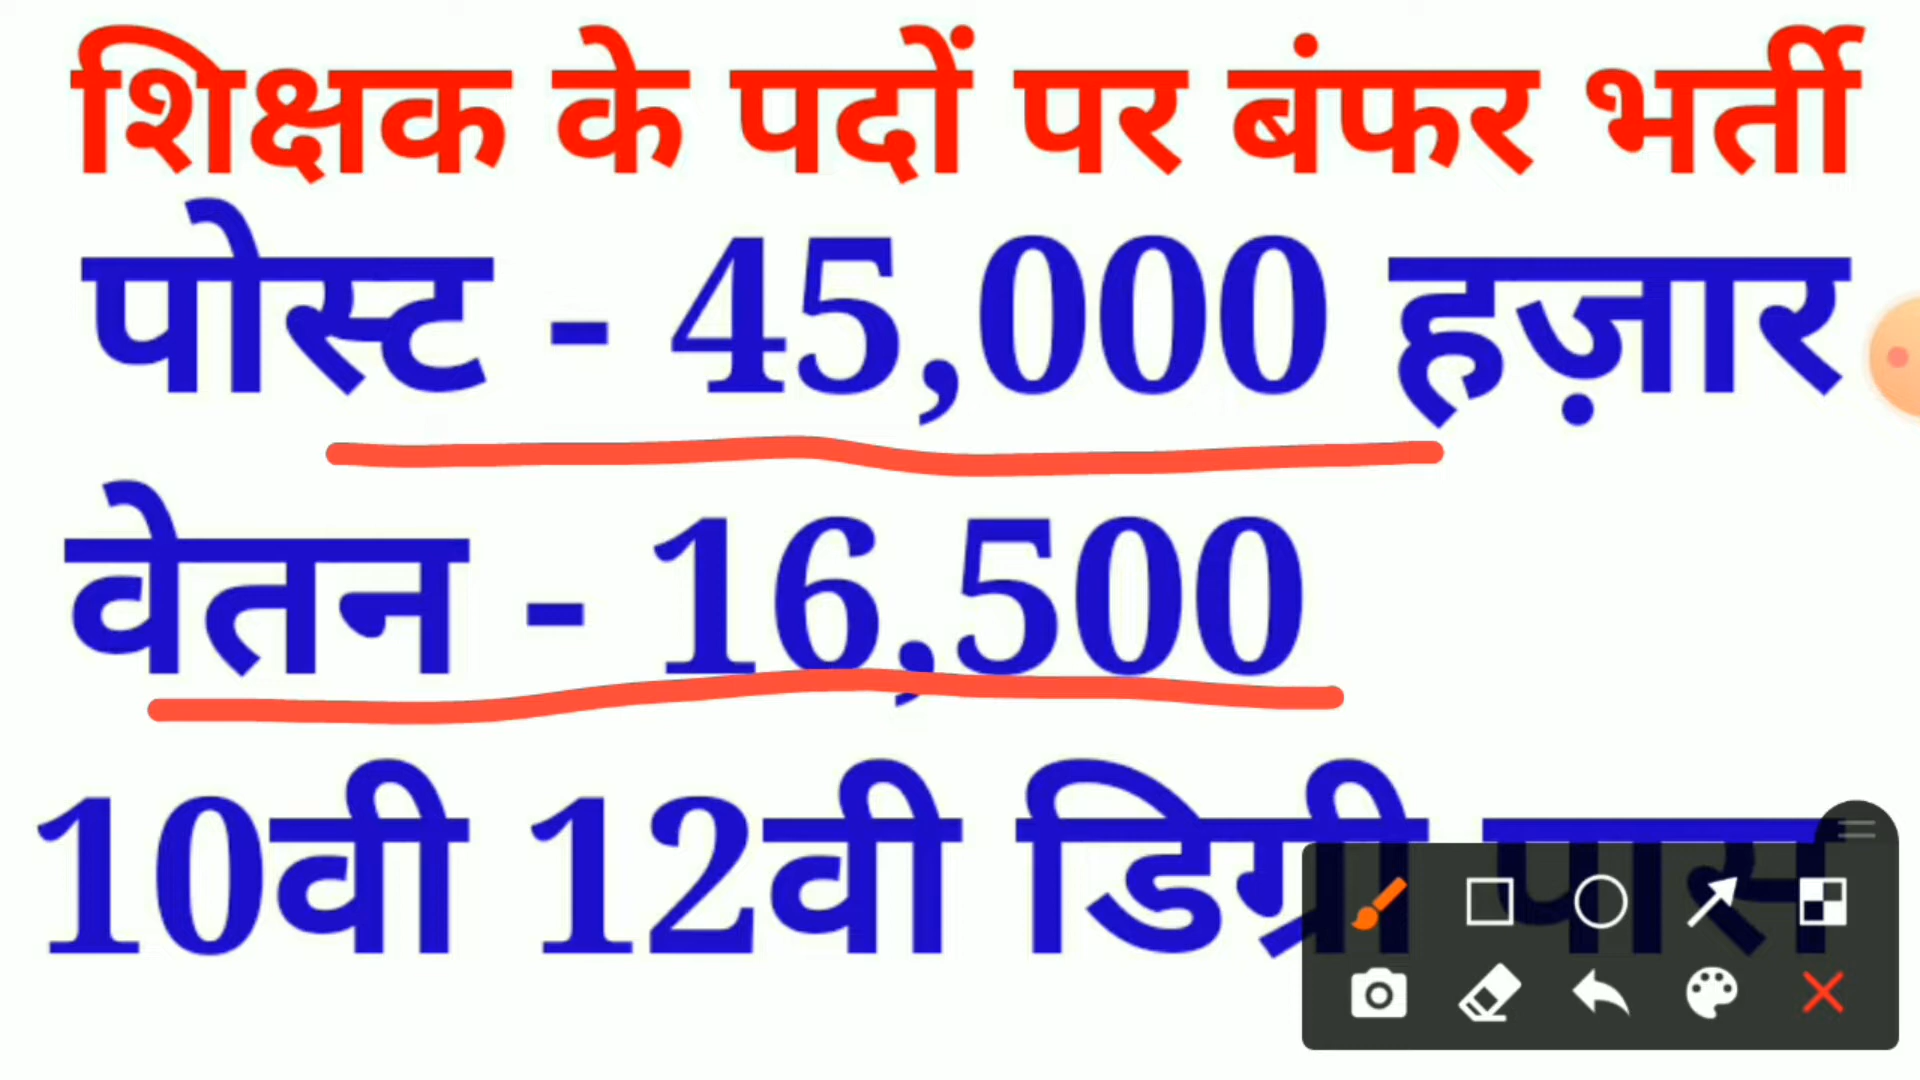 शिक्षक के पदों पर बंफर भर्ती
पोस्ट - 45,000 हज़ार
वेतन - 16,500
10वी 12वी डिग्री पास